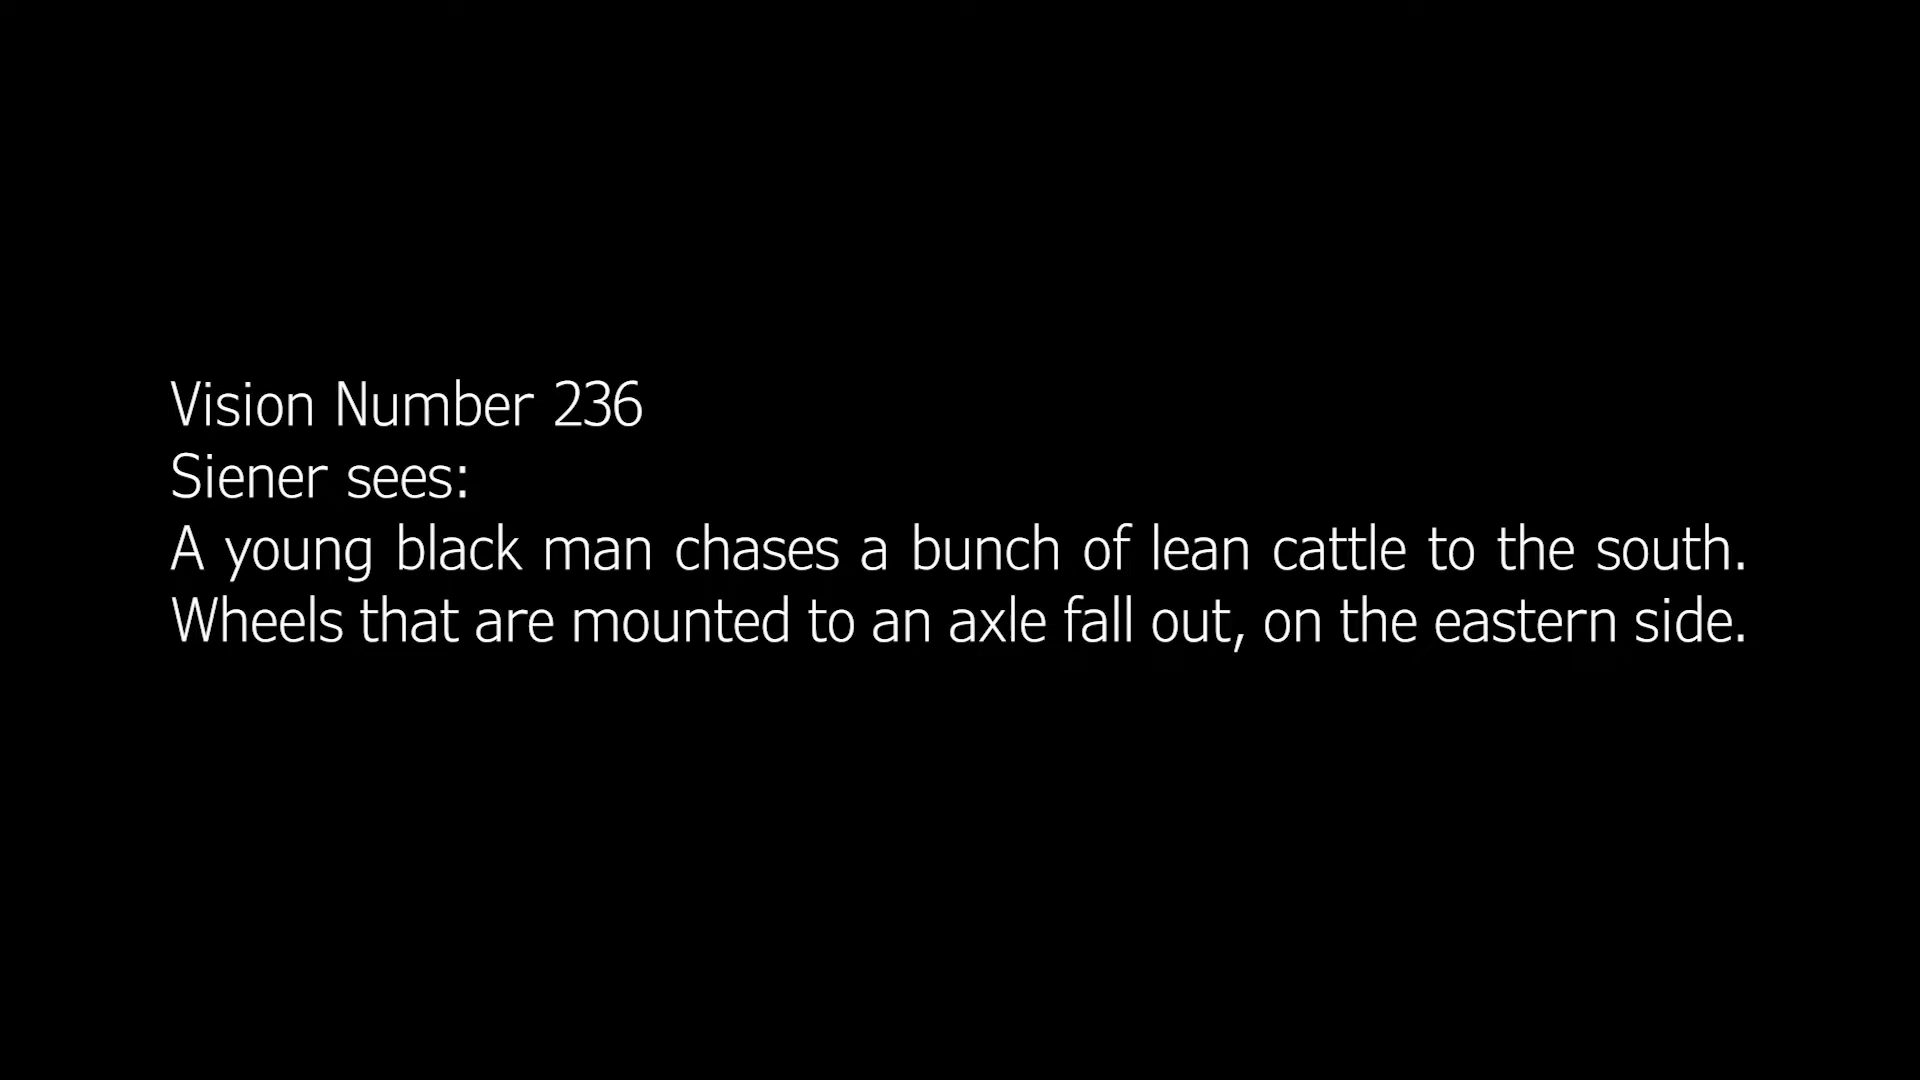 Vision Number 236
Siener sees:
A young black man chases a bunch of lean cattle to the south.
Wheels that are mounted to an axle fall out, on the eastern side.